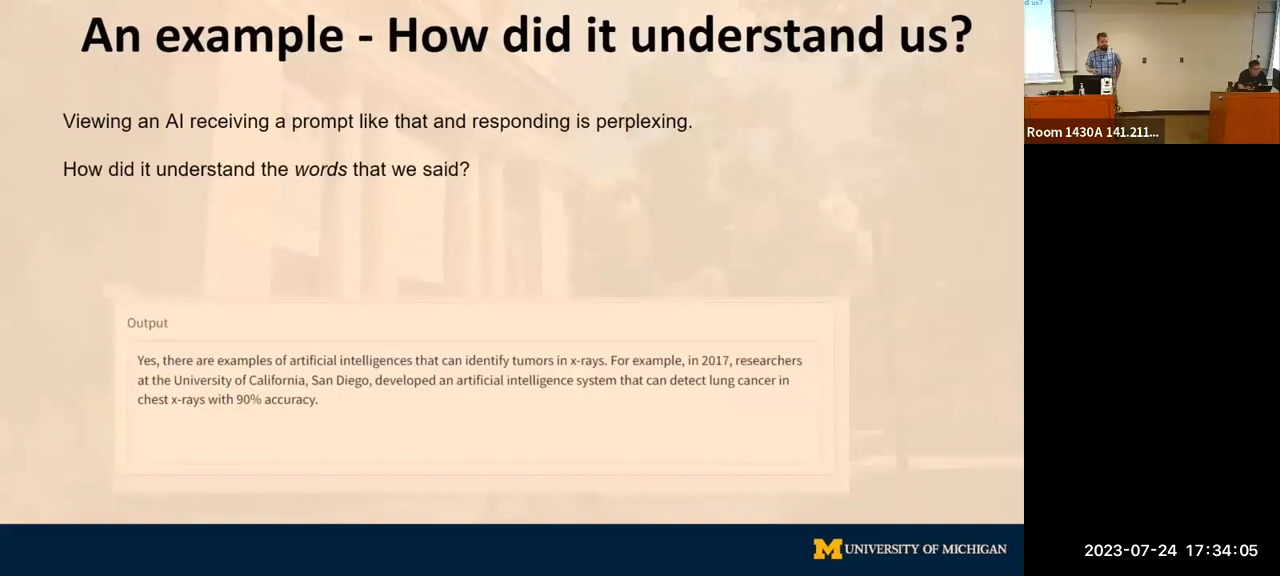 An example - How did it understand us?
Viewing an AI receiving a prompt like that and responding is perplexing.
How did it understand the words that we said?
Output
Yes, there are examples of artificial intelligences that can identify tumors in x-rays. For example, in 2017, researchers
at the University of California, San Diego, developed an artificial intelligence system that can detect lung cancer in
chest x-rays with 90% accuracy.
M UNIVERSITY OF MICHIGAN
d us?
Room 1430A 141.211...
2023-07-24 17:34:05